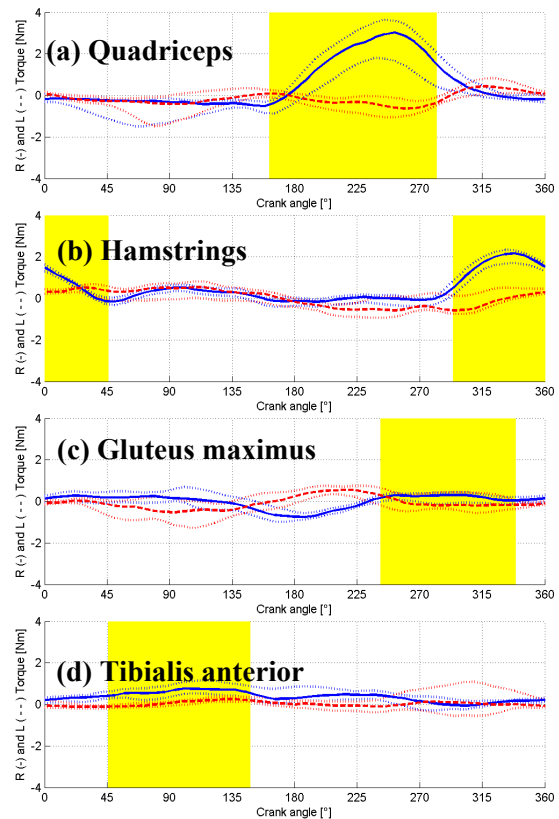 4
(a) Quadriceps
2
0
-2
-4
R (-) and L ( - - ) Torque [Nm]
0 45 90 135 180 225 270 315 360
Crank angle [°]
4
(b) Hamstrings
2
0
-2
-4
R (-) and L ( - - ) Torque [Nm]
0 45 90 135 180 225 270 315 360
Crank angle [°]
4
(c) Gluteus maximus
2
0
-2
-4
R (-) and L ( - - ) Torque [Nm]
0 45 90 135 180 225 270 315 360
Crank angle [°]
4
(d) Tibialis anterior
2
0
-2
-4
R (-) and L ( - - ) Torque [Nm]
0 45 90 135 180 225 270 315 360
Crank angle [°]